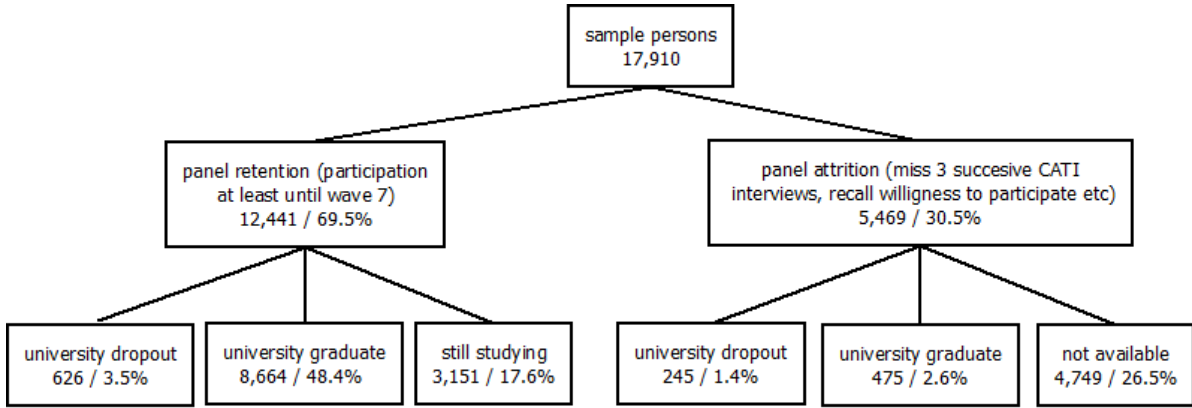 sample persons
17,910
panel retention (participation
at least until wave 7)
12,441 / 69.5%
panel attrition (miss 3 succesive CATI
interviews, recall willigness to participate etc)
5,469 / 30.5%
university dropout
626 / 3.5%
university graduate
8,664 / 48.4%
still studying
3,151 / 17.6%
university dropout
245 / 1.4%
university graduate
475 / 2.6%
not available
4,749 / 26.5%